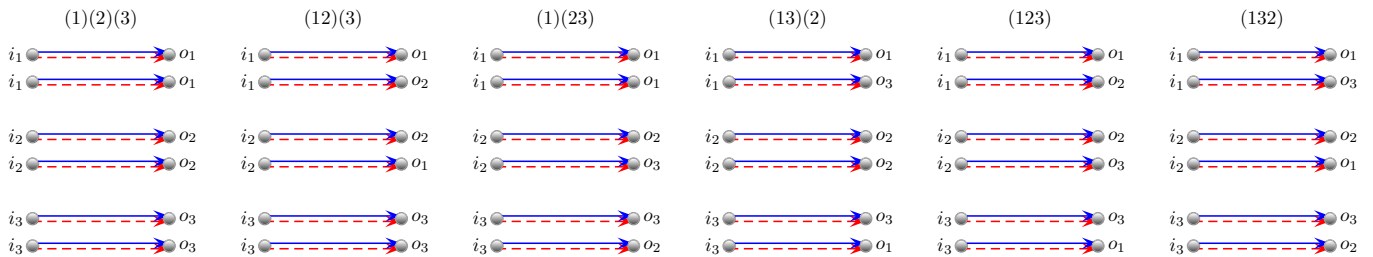 (1)(2)(3) (12)(3) (1)(23) (13)(2) (123) (132)
i₁ o₁ i₁ o₁ i₁ o₁ i₁ o₁ i₁ o₁ i₁ o₁
i₁ o₁ i₁ o₂ i₁ o₁ i₁ o₃ i₁ o₂ i₁ o₃
i₂ o₂ i₂ o₂ i₂ o₂ i₂ o₂ i₂ o₂ i₂ o₂
i₂ o₂ i₂ o₁ i₂ o₃ i₂ o₂ i₂ o₃ i₂ o₁
i₃ o₃ i₃ o₃ i₃ o₃ i₃ o₃ i₃ o₃ i₃ o₃
i₃ o₃ i₃ o₃ i₃ o₂ i₃ o₁ i₃ o₁ i₃ o₂